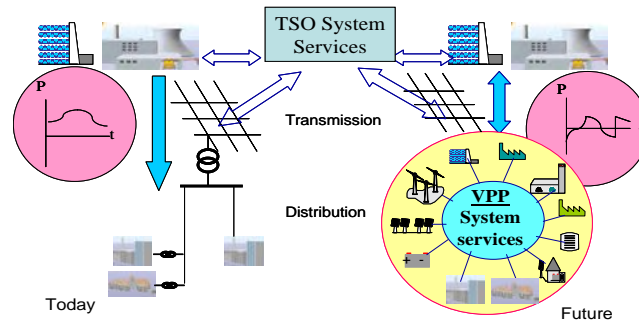 TSO System
Services
P
t
Transmission
P
t
Distribution
VPP
System
services
+ -
Today
Future